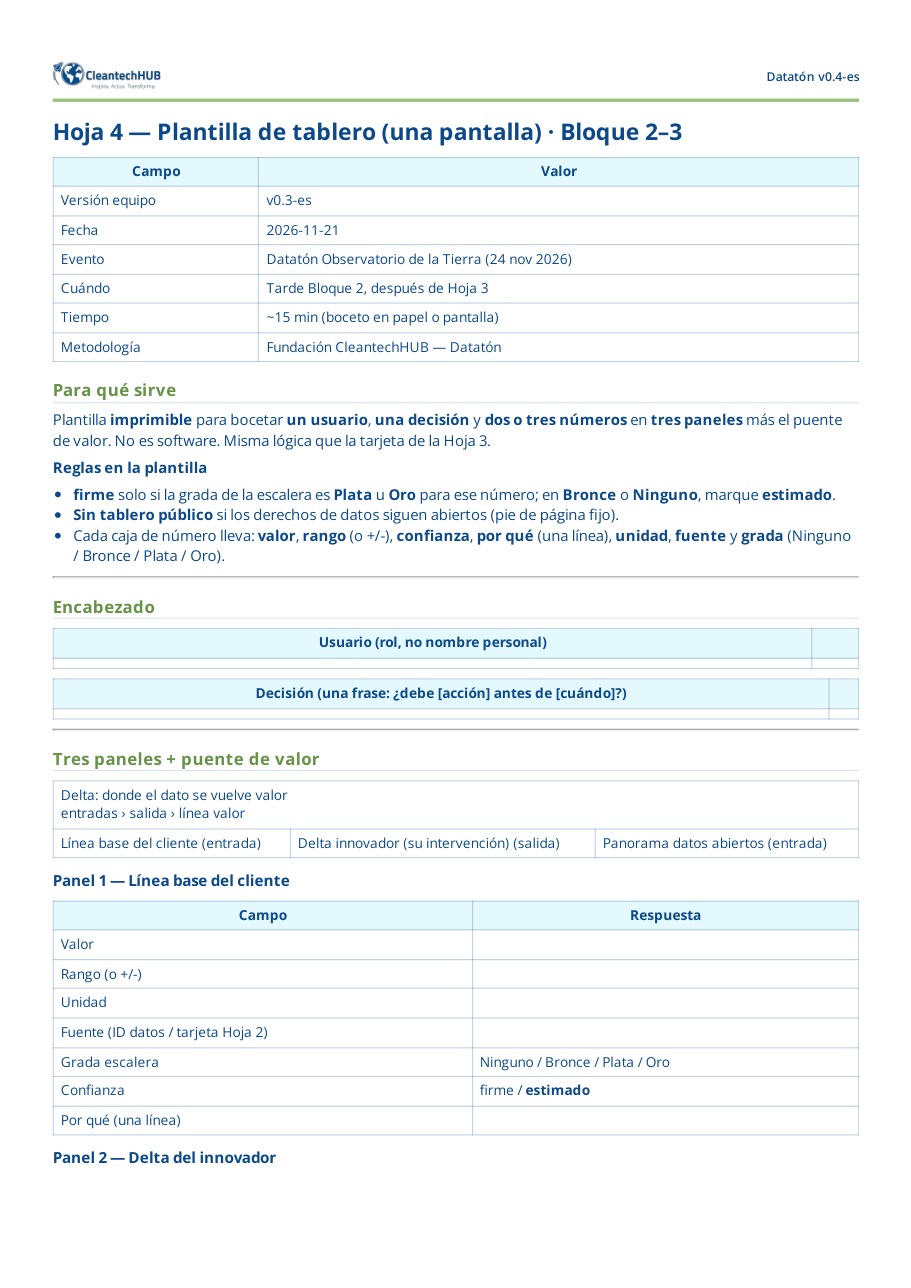 CleantechHUB
Inspira. Actúa. Transforma.
Datatón v0.4-es
Hoja 4 — Plantilla de tablero (una pantalla) · Bloque 2–3
Campo Valor
Versión equipo v0.3-es
Fecha 2026-11-21
Evento Datatón Observatorio de la Tierra (24 nov 2026)
Cuándo Tarde Bloque 2, después de Hoja 3
Tiempo ~15 min (boceto en papel o pantalla)
Metodología Fundación CleantechHUB — Datatón
Para qué sirve
Plantilla imprimible para bocetar un usuario, una decisión y dos o tres números en tres paneles más el puente
de valor. No es software. Misma lógica que la tarjeta de la Hoja 3.
Reglas en la plantilla
• firme solo si la grada de la escalera es Plata u Oro para ese número; en Bronce o Ninguno, marque estimado.
• Sin tablero público si los derechos de datos siguen abiertos (pie de página fijo).
• Cada caja de número lleva: valor, rango (o +/-), confianza, por qué (una línea), unidad, fuente y grada (Ninguno
/ Bronce / Plata / Oro).
Encabezado
Usuario (rol, no nombre personal)
Decisión (una frase: ¿debe [acción] antes de [cuándo]?)
Tres paneles + puente de valor
Delta: donde el dato se vuelve valor
entradas › salida › línea valor
Línea base del cliente (entrada) Delta innovador (su intervención) (salida) Panorama datos abiertos (entrada)
Panel 1 — Línea base del cliente
Campo Respuesta
Valor
Rango (o +/-)
Unidad
Fuente (ID datos / tarjeta Hoja 2)
Grada escalera Ninguno / Bronce / Plata / Oro
Confianza firme / estimado
Por qué (una línea)
Panel 2 — Delta del innovador